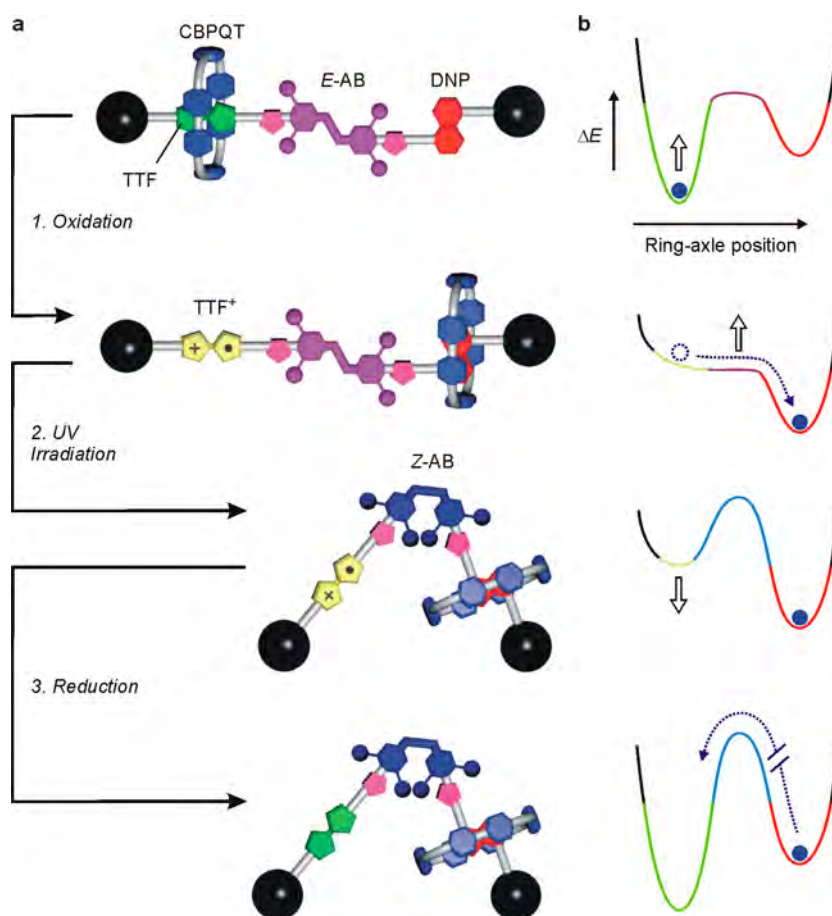 a
b
CBPQT
E-AB
DNP
ΔE
TTF
1. Oxidation
Ring-axle position
TTF+
+
2. UV
Irradiation
Z-AB
+
3. Reduction